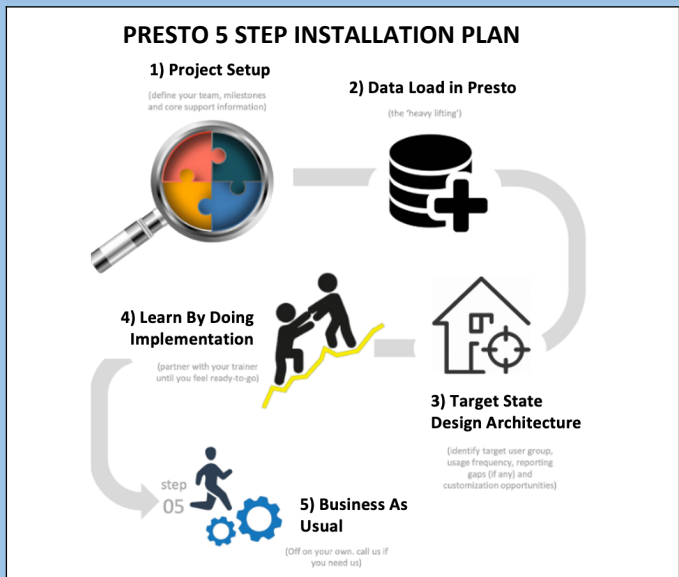 PRESTO 5 STEP INSTALLATION PLAN
1) Project Setup
(define your team, milestones
and core support information)
2) Data Load in Presto
(the 'heavy lifting')
3) Target State
Design Architecture
(identify target user group,
usage frequency, reporting
gaps (if any) and
customization opportunities)
4) Learn By Doing
Implementation
(partner with your trainer
until you feel ready-to-go)
step
05
5) Business As
Usual
(Off on your own. call us if
you need us)